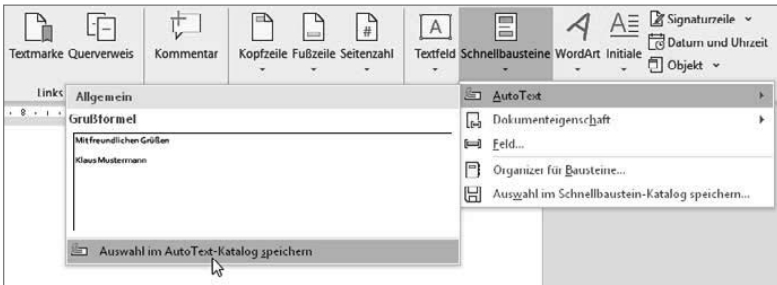 Textmarke Querverweis Kommentar Kopfzeile Fußzeile Seitenzahl Textfeld Schnellbausteine WordArt Initiale
Signaturzeile
Datum und Uhrzeit
Objekt
Links
· 8 · ı ·
Allgemein
Grußformel
Mit freundlichen Grüßen
Klaus Mustermann
Auswahl im AutoText-Katalog speichern
AutoText
Dokumenteigenschaft
Feld...
Organizer für Bausteine...
Auswahl im Schnellbaustein-Katalog speichern...